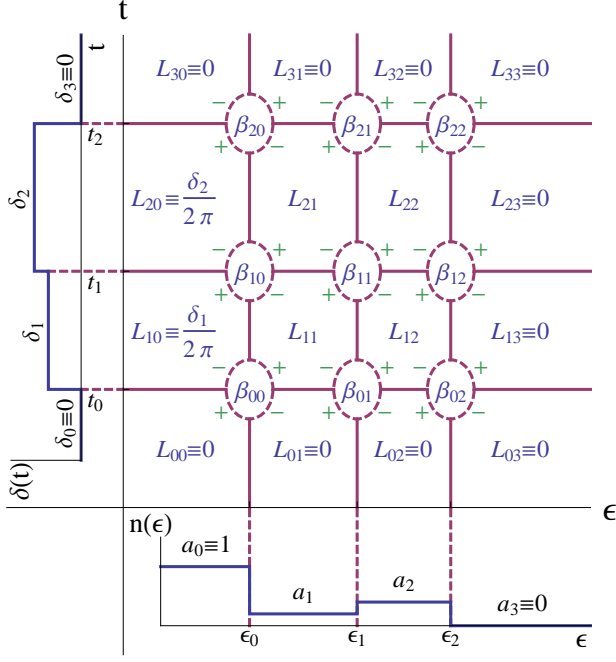 t
t
δ₃≡0
L₃₀≡0 L₃₁≡0 L₃₂≡0 L₃₃≡0
− + − + − +
t₂ β₂₀ β₂₁ β₂₂
+ − + − + −
δ₂
L₂₀≡δ₂/2 π L₂₁ L₂₂ L₂₃≡0
− + − + − +
t₁ β₁₀ β₁₁ β₁₂
+ − + − + −
δ₁
L₁₀≡δ₁/2 π L₁₁ L₁₂ L₁₃≡0
− + − + − +
t₀ β₀₀ β₀₁ β₀₂
+ − + − + −
δ₀≡0
L₀₀≡0 L₀₁≡0 L₀₂≡0 L₀₃≡0
δ(t)
ϵ
n(ϵ)
a₀≡1
a₁ a₂ a₃≡0
ϵ₀ ϵ₁ ϵ₂ ϵ